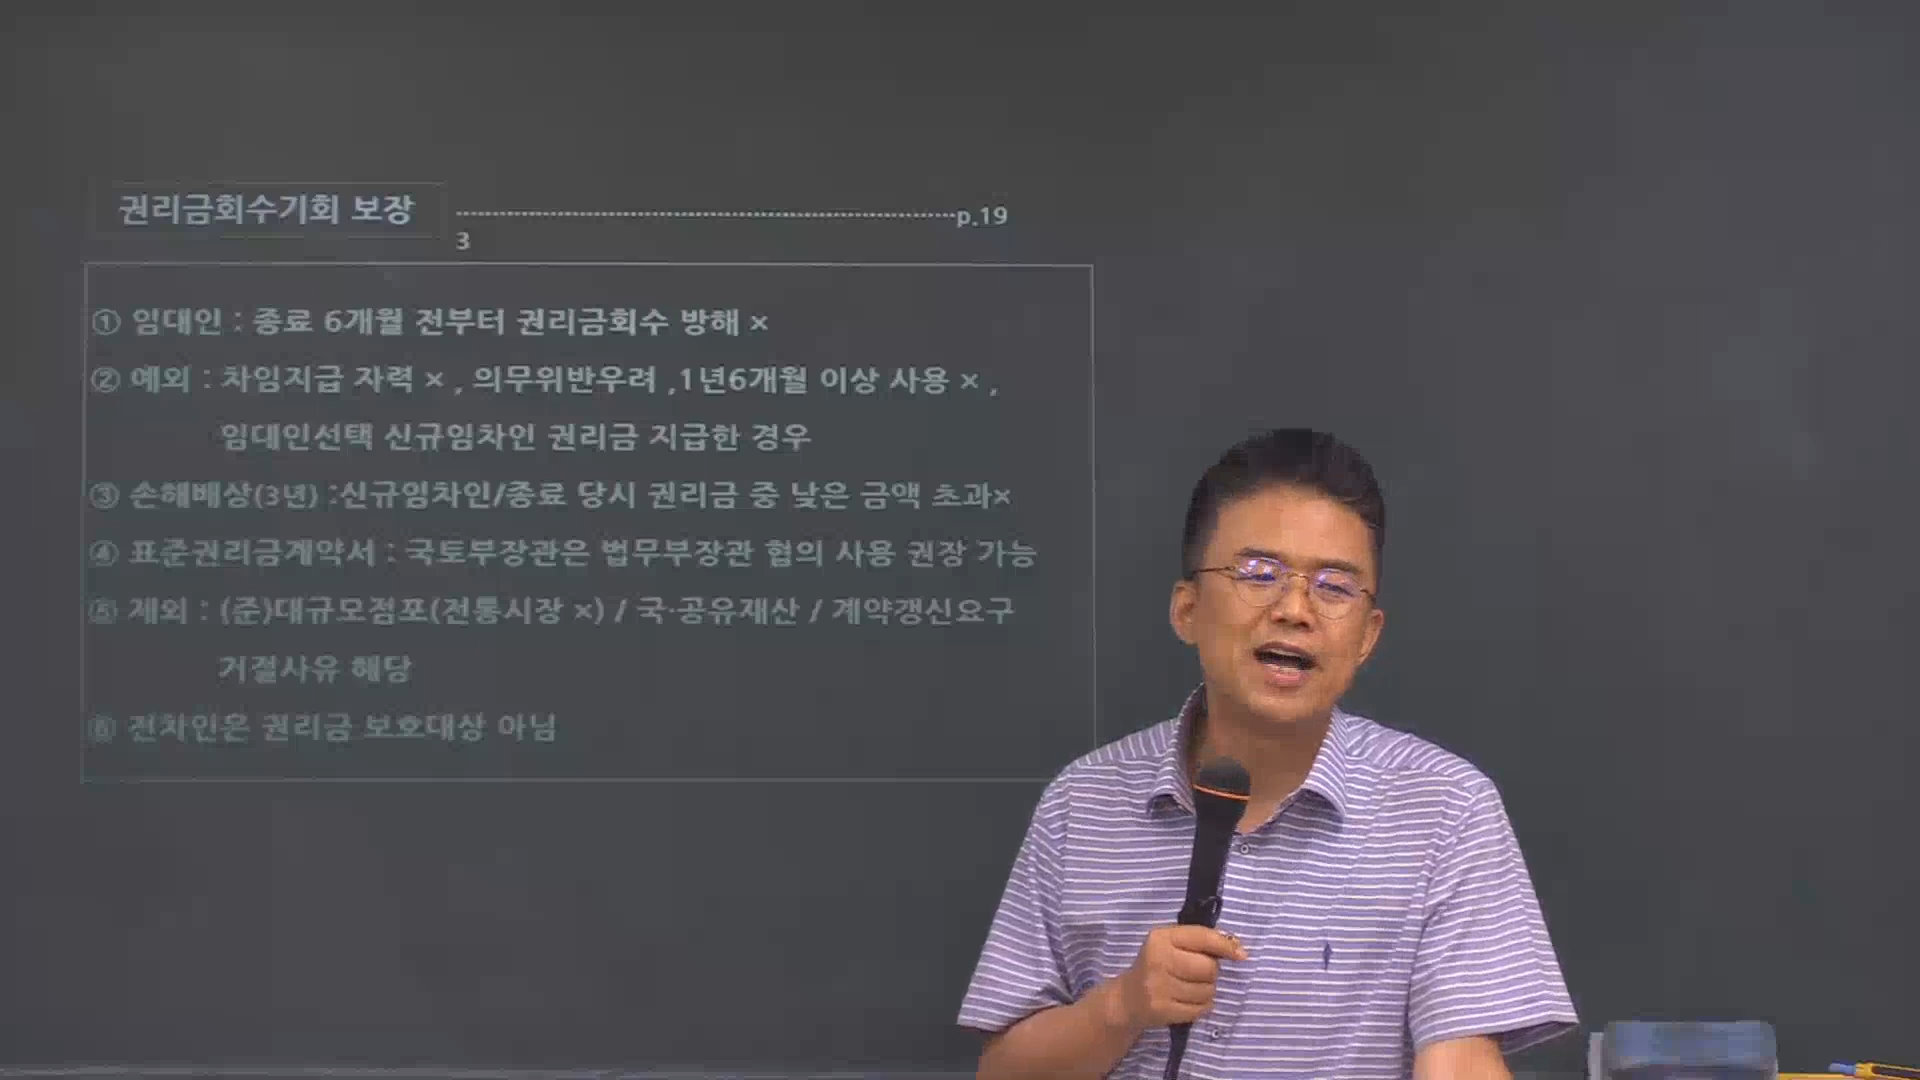 권리금회수기회 보장 ----------------------------------------p.19
3
① 임대인 : 종료 6개월 전부터 권리금회수 방해 ×
② 예외 : 차임지급 자력 × , 의무위반우려 ,1년6개월 이상 사용 × ,
임대인선택 신규임차인 권리금 지급한 경우
③ 손해배상(3년) :신규임차인/종료 당시 권리금 중 낮은 금액 초과×
④ 표준권리금계약서 : 국토부장관은 법무부장관 협의 사용 권장 가능
⑤ 제외 : (준)대규모점포(전통시장 ×) / 국·공유재산 / 계약갱신요구
거절사유 해당
⑥ 전차인은 권리금 보호대상 아님